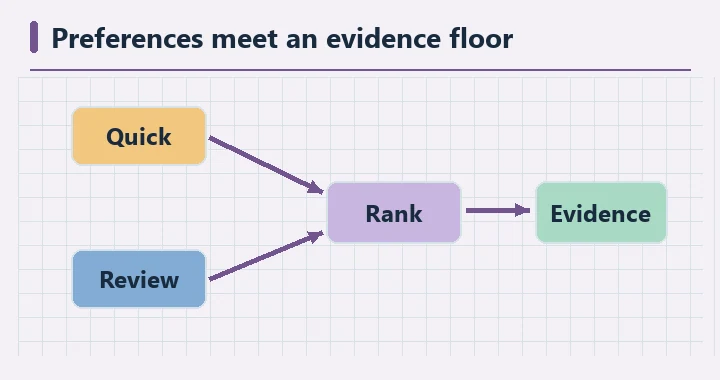 Preferences meet an evidence floor
Quick
Review
Rank
Evidence